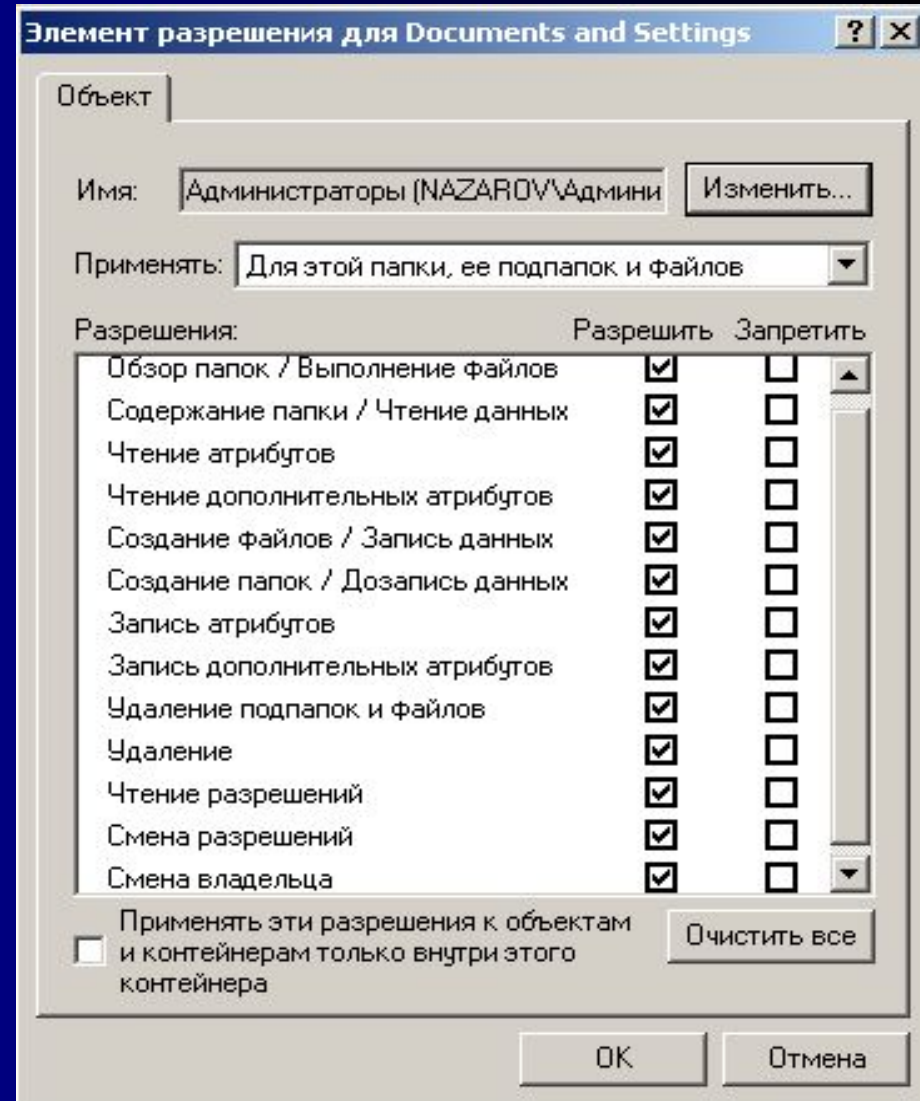 Элемент разрешения для Documents and Settings
Объект
Имя: Администраторы (NAZAROV\Админи Изменить...
Применять: Для этой папки, ее подпапок и файлов
Разрешения: Разрешить Запретить
Обзор папок / Выполнение файлов
Содержание папки / Чтение данных
Чтение атрибутов
Чтение дополнительных атрибутов
Создание файлов / Запись данных
Создание папок / Дозапись данных
Запись атрибутов
Запись дополнительных атрибутов
Удаление подпапок и файлов
Удаление
Чтение разрешений
Смена разрешений
Смена владельца
Применять эти разрешения к объектам
и контейнерам только внутри этого
контейнера
Очистить все
OK Отмена